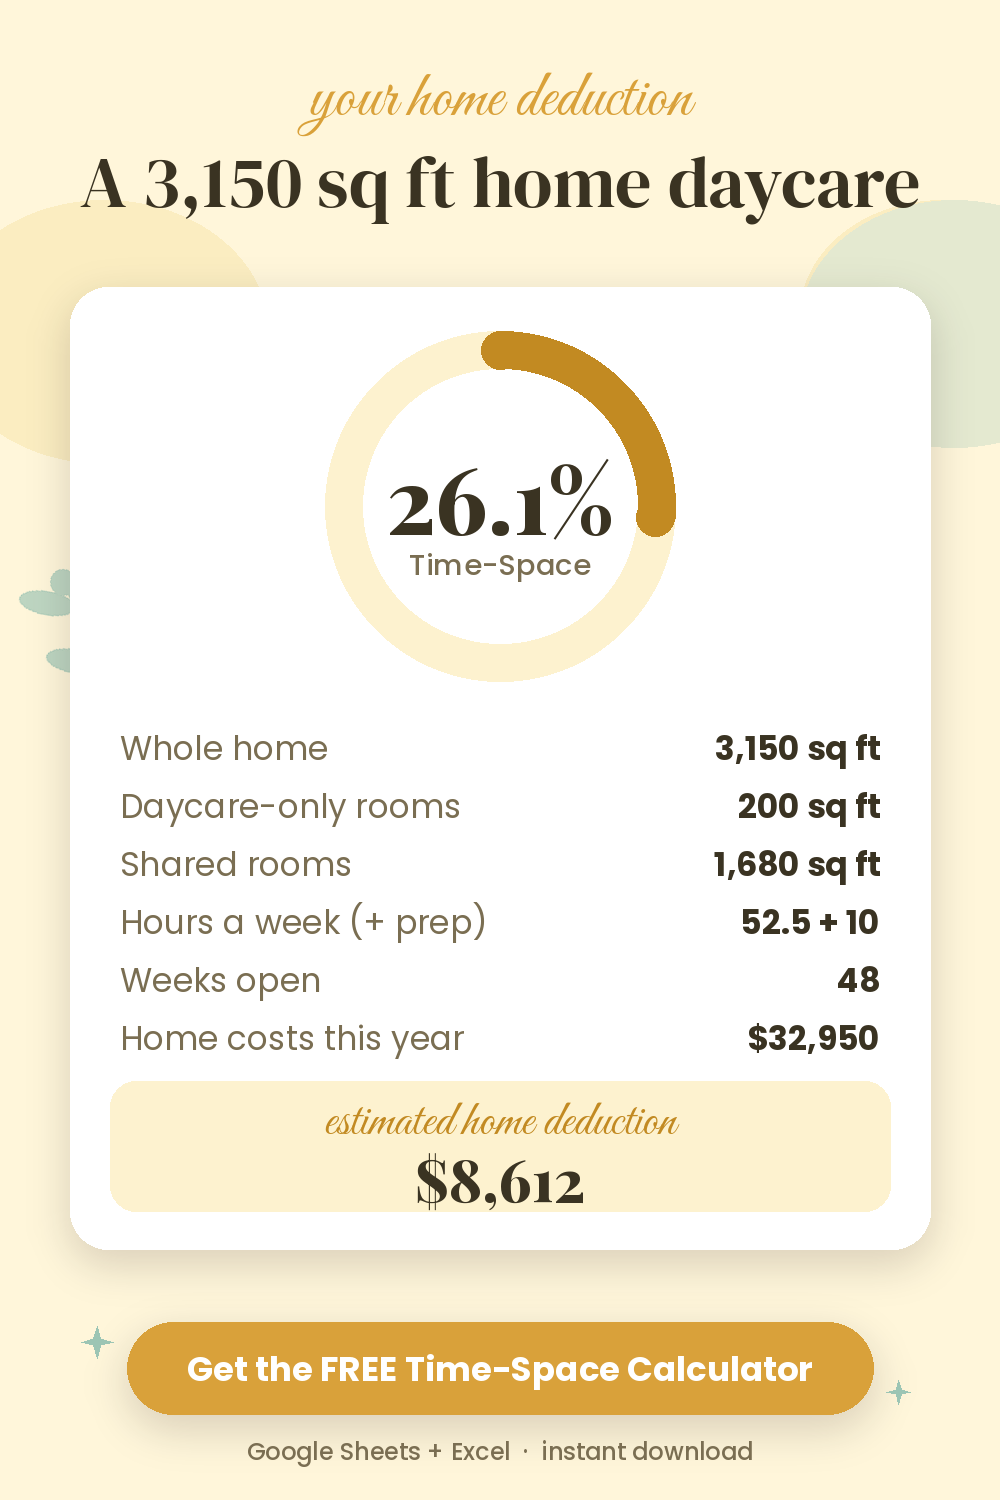 your home deduction
A 3,150 sq ft home daycare
26.1%
Time-Space
Whole home 3,150 sq ft
Daycare-only rooms 200 sq ft
Shared rooms 1,680 sq ft
Hours a week (+ prep) 52.5 + 10
Weeks open 48
Home costs this year $32,950
estimated home deduction
$8,612
Get the FREE Time-Space Calculator
Google Sheets + Excel · instant download